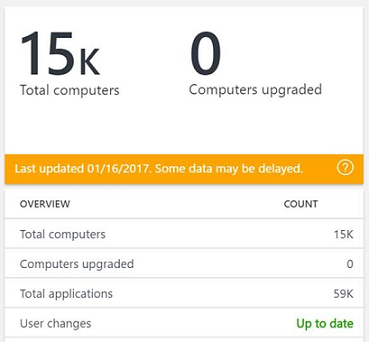 15K 0
Total computers Computers upgraded
Last updated 01/16/2017. Some data may be delayed. ?
OVERVIEW COUNT
Total computers 15K
Computers upgraded 0
Total applications 59K
User changes Up to date